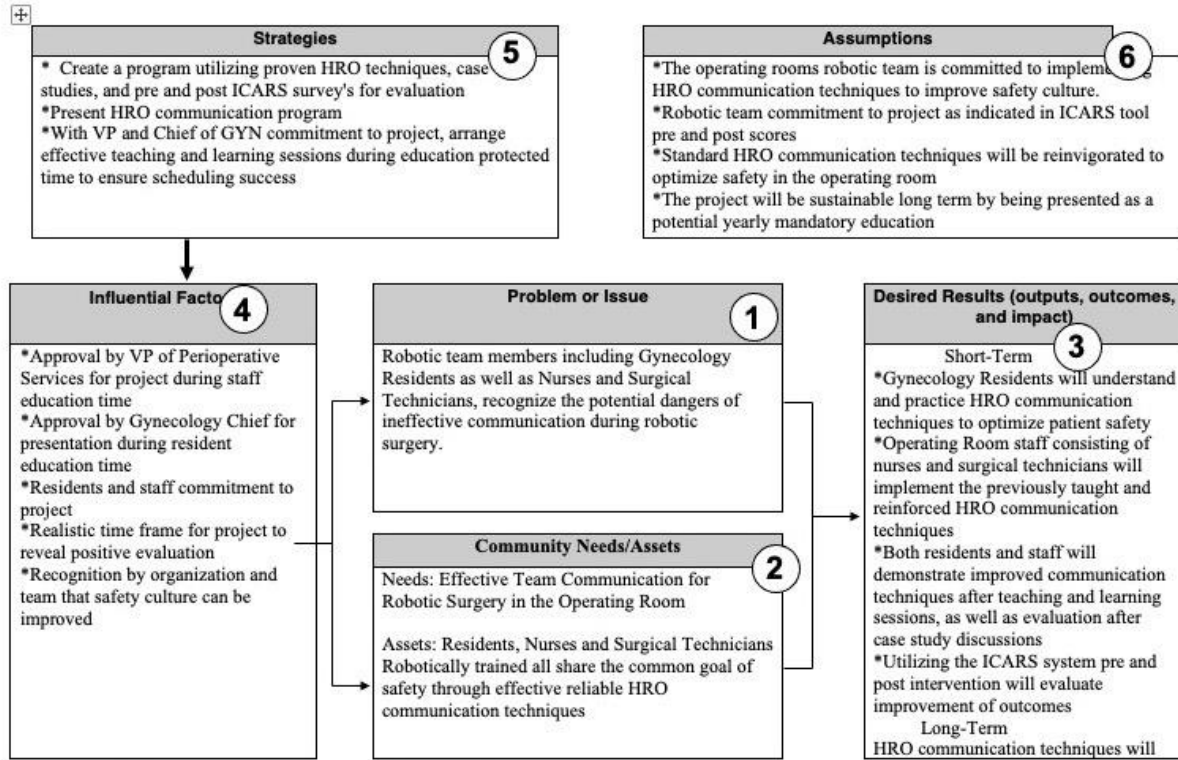 Strategies
5
* Create a program utilizing proven HRO techniques, case
studies, and pre and post ICARS survey's for evaluation
*Present HRO communication program
*With VP and Chief of GYN commitment to project, arrange
effective teaching and learning sessions during education protected
time to ensure scheduling success
Assumptions
6
*The operating rooms robotic team is committed to
HRO communication techniques to improve safety culture.
*Robotic team commitment to project as indicated in ICARS tool
pre and post scores
*Standard HRO communication techniques will be reinvigorated to
optimize safety in the operating room
*The project will be sustainable long term by being presented as a
potential yearly mandatory education
Influential
4
*Approval by VP of Perioperative
Services for project during staff
education time
*Approval by Gynecology Chief for
presentation during resident
education time
*Residents and staff commitment to
project
*Realistic time frame for project to
reveal positive evaluation
*Recognition by organization and
team that safety culture can be
improved
Problem or Issue
1
Robotic team members including Gynecology
Residents as well as Nurses and Surgical
Technicians, recognize the potential dangers of
ineffective communication during robotic
surgery.
Community Needs/Assets
2
Needs: Effective Team Communication for
Robotic Surgery in the Operating Room
Assets: Residents, Nurses and Surgical Technicians
Robotically trained all share the common goal of
safety through effective reliable HRO
communication techniques
Desired Results (outputs, outcomes,
and impact)
3
Short-Term
*Gynecology Residents will understand
and practice HRO communication
techniques to optimize patient safety
*Operating Room staff consisting of
nurses and surgical technicians will
implement the previously taught and
reinforced HRO communication
techniques
*Both residents and staff will
demonstrate improved communication
techniques after teaching and learning
sessions, as well as evaluation after
case study discussions
*Utilizing the ICARS system pre and
post intervention will evaluate
improvement of outcomes
Long-Term
HRO communication techniques will